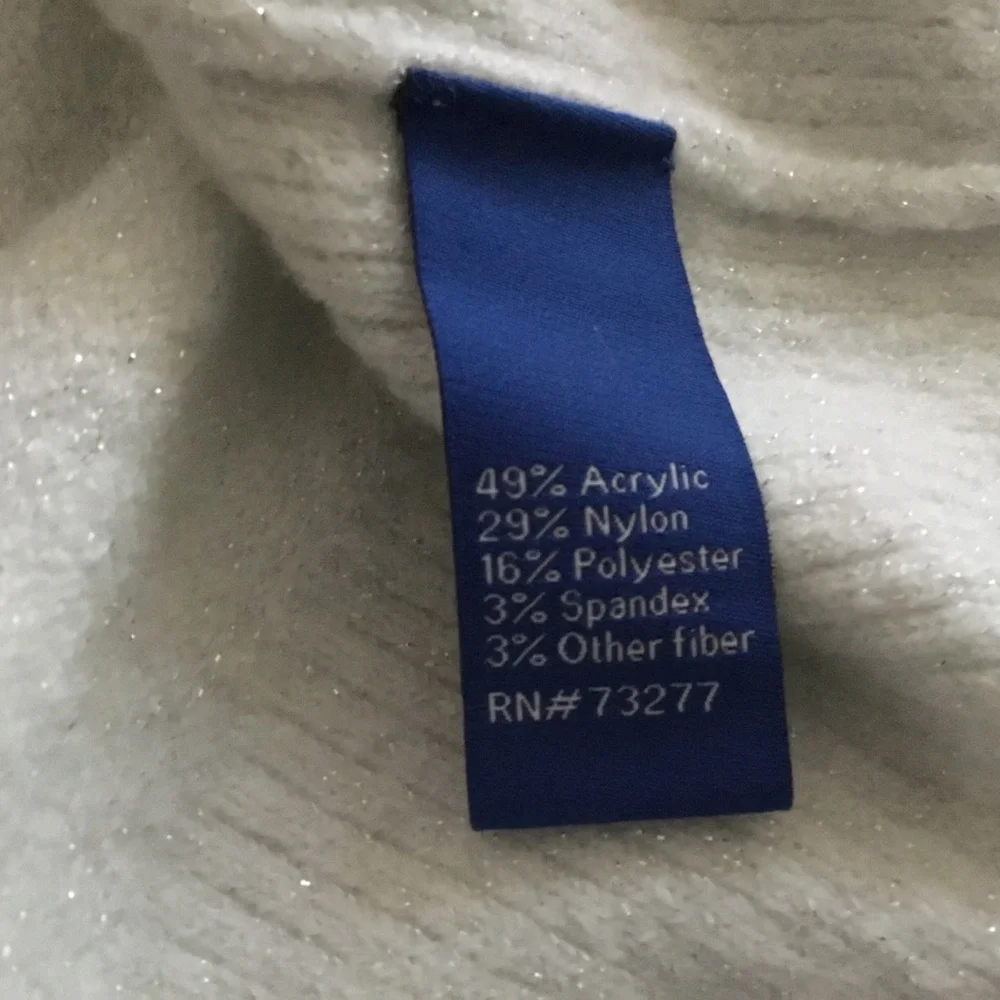 49% Acrylic
29% Nylon
16% Polyester
3% Spandex
3% Other fiber
RN# 73277